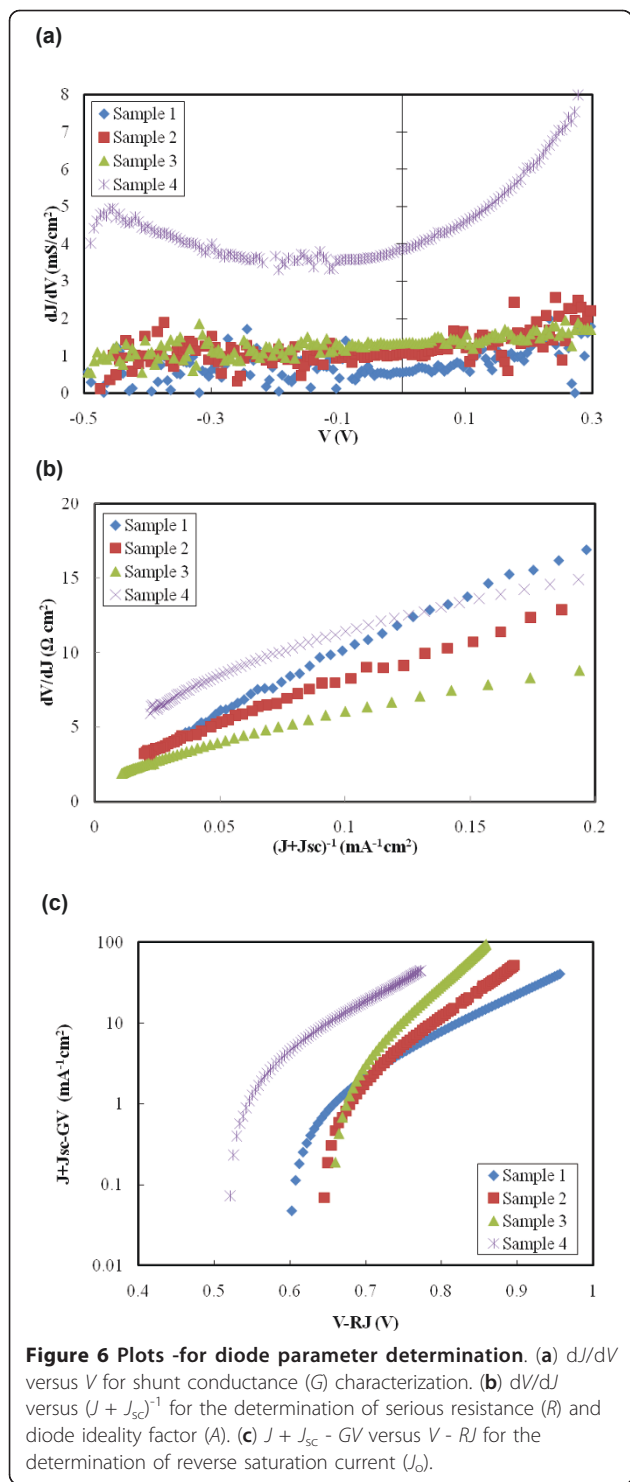 (a)
8
7
6
5
4
3
2
1
0
dJ/dV (mS/cm²)
Sample 1
Sample 2
Sample 3
Sample 4
-0.5 -0.3 -0.1 0.1 0.3
V (V)
(b)
20
15
10
5
0
dV/dJ (Ω cm²)
Sample 1
Sample 2
Sample 3
Sample 4
0 0.05 0.1 0.15 0.2
(J+Jsc)⁻¹ (mA⁻¹cm²)
(c)
100
10
1
0.1
0.01
J+Jsc-GV (mA⁻¹cm²)
Sample 1
Sample 2
Sample 3
Sample 4
0.4 0.5 0.6 0.7 0.8 0.9 1
V-RJ (V)
Figure 6 Plots -for diode parameter determination. (a) dJ/dV
versus V for shunt conductance (G) characterization. (b) dV/dJ
versus (J + Jsc)⁻¹ for the determination of serious resistance (R) and
diode ideality factor (A). (c) J + Jsc - GV versus V - RJ for the
determination of reverse saturation current (Jo).